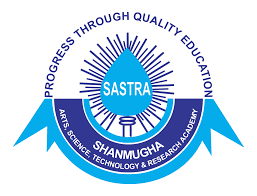 PROGRESS THROUGH QUALITY EDUCATION
SASTRA
SHANMUGHA
ARTS, SCIENCE, TECHNOLOGY & RESEARCH ACADEMY